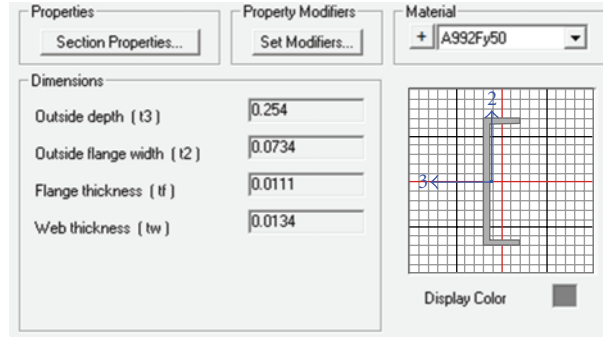 Properties
Section Properties...
Property Modifiers
Set Modifiers...
Material
+ A992Fy50
Dimensions
Outside depth ( t3 ) 0.254
Outside flange width ( t2 ) 0.0734
Flange thickness ( tf ) 0.0111
Web thickness ( tw ) 0.0134
2
3
Display Color